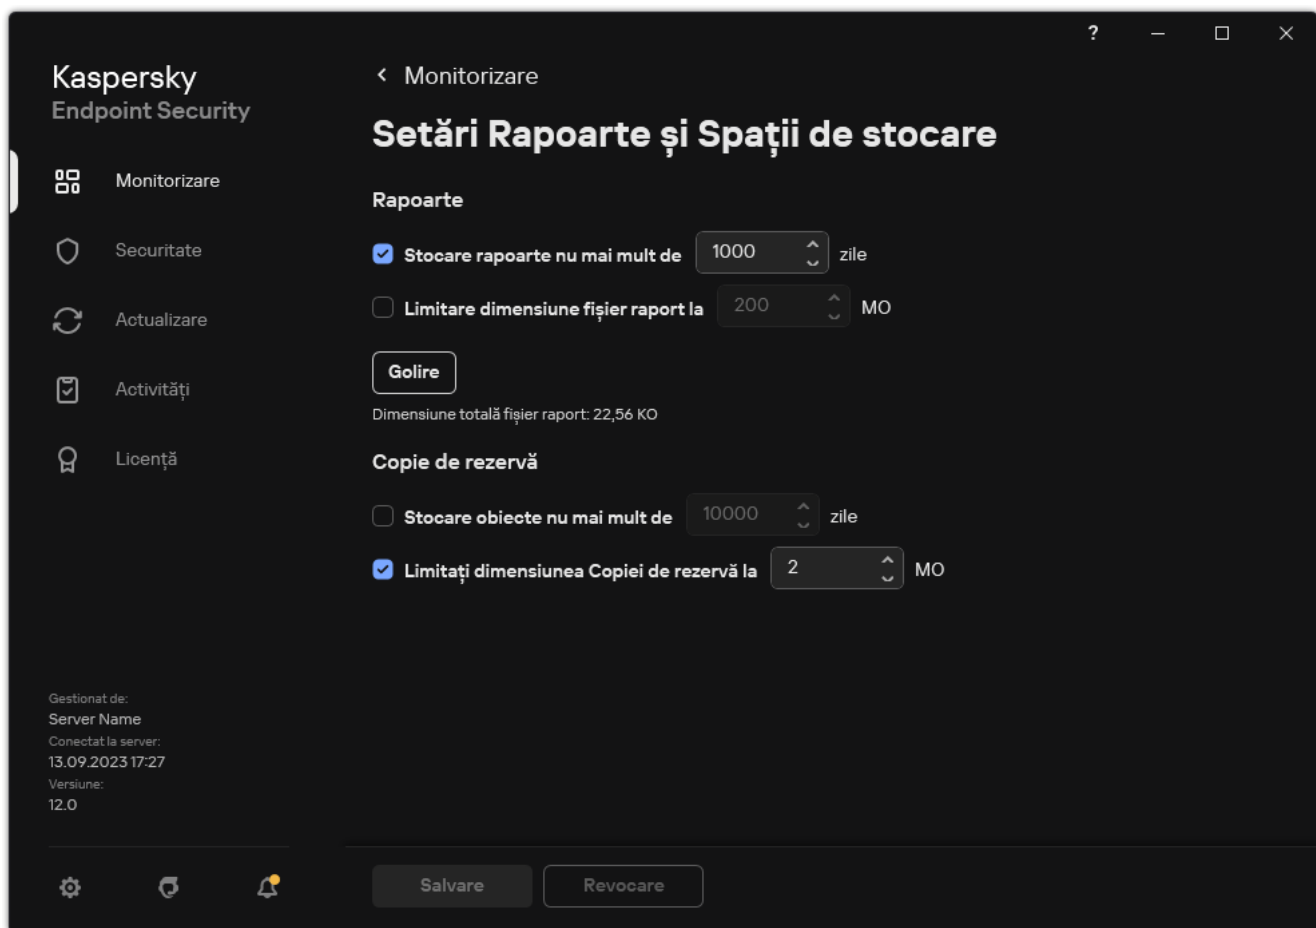 ?
Kaspersky
Endpoint Security
Monitorizare
Securitate
Actualizare
Activități
Licență
Gestionat de:
Server Name
Conectat la server:
13.09.2023 17:27
Versiune:
12.0
Monitorizare
Setări Rapoarte și Spații de stocare
Rapoarte
Stocare rapoarte nu mai mult de 1000 zile
Limitare dimensiune fișier raport la 200 MO
Golire
Dimensiune totală fișier raport: 22,56 KO
Copie de rezervă
Stocare obiecte nu mai mult de 10000 zile
Limitați dimensiunea Copiei de rezervă la 2 MO
Salvare Revocare